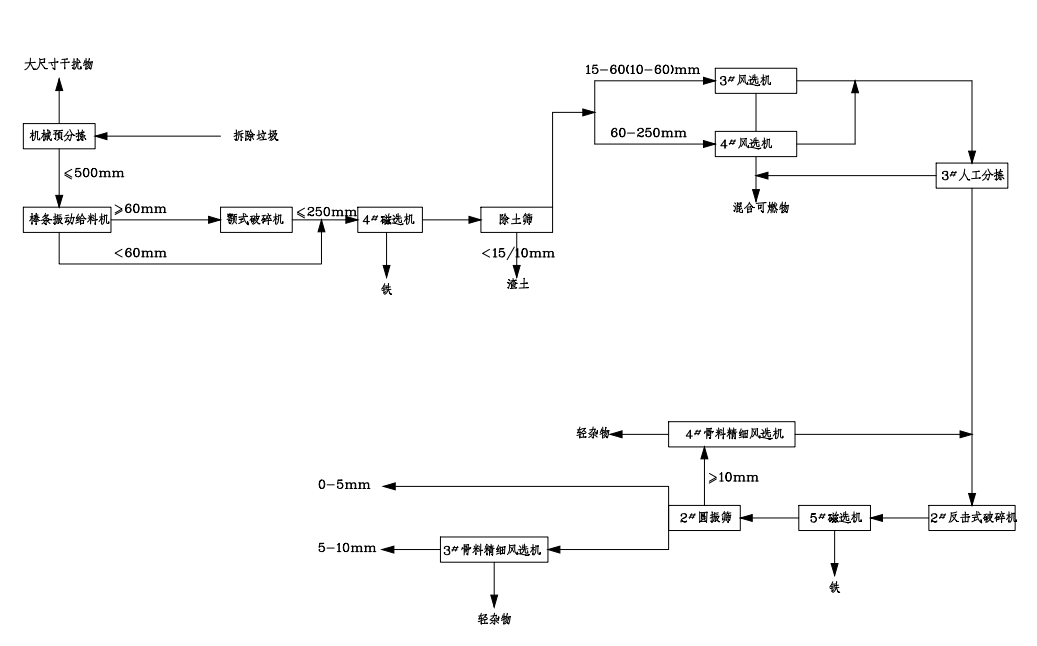 大尺寸干扰物
15-60(10-60)mm
3#风选机
机械预分拣
拆除垃圾
60-250mm
4#风选机
≤500mm
3#人工分拣
≥60mm
≤250mm
混合可燃物
棒条振动给料机
颚式破碎机
4#磁选机
除土筛
<60mm
<15/10mm
铁
渣土
轻杂物
4#骨料精细风选机
≥10mm
0-5mm
2#圆振筛
5#磁选机
2#反击式破碎机
5-10mm
3#骨料精细风选机
铁
轻杂物